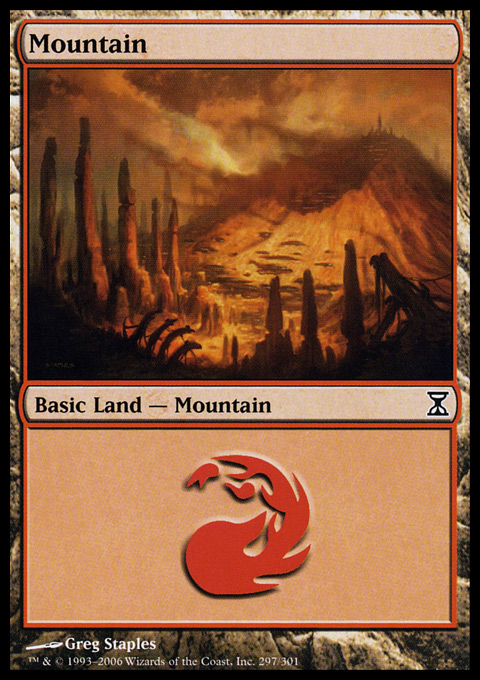 Mountain
Basic Land — Mountain
Greg Staples
™ & © 1993–2006 Wizards of the Coast, Inc. 297/301